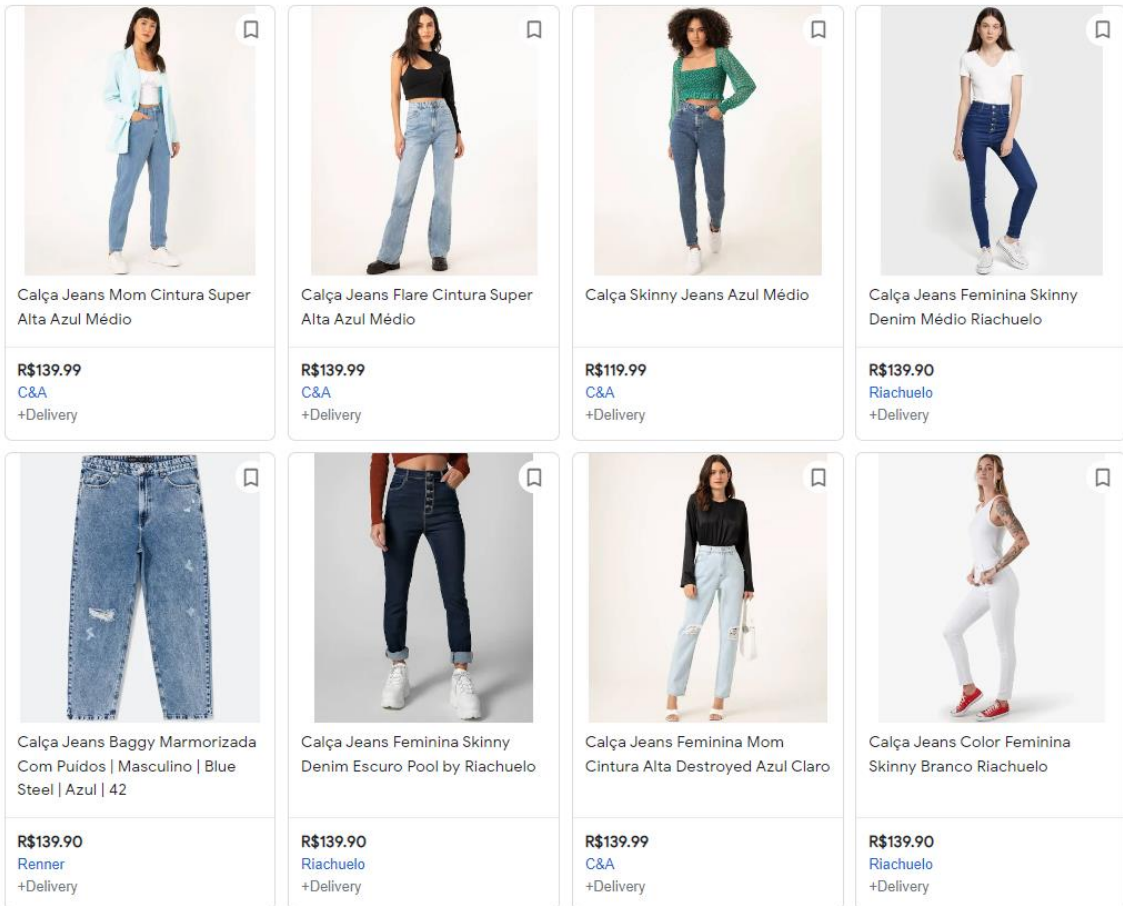 Calça Jeans Mom Cintura Super
Alta Azul Médio
R$139.99
C&A
+Delivery
Calça Jeans Flare Cintura Super
Alta Azul Médio
R$139.99
C&A
+Delivery
Calça Skinny Jeans Azul Médio
R$119.99
C&A
+Delivery
Calça Jeans Feminina Skinny
Denim Médio Riachuelo
R$139.90
Riachuelo
+Delivery
Calça Jeans Baggy Marmorizada
Com Puídos | Masculino | Blue
Steel | Azul | 42
R$139.90
Renner
+Delivery
Calça Jeans Feminina Skinny
Denim Escuro Pool by Riachuelo
R$139.90
Riachuelo
+Delivery
Calça Jeans Feminina Mom
Cintura Alta Destroyed Azul Claro
R$139.99
C&A
+Delivery
Calça Jeans Color Feminina
Skinny Branco Riachuelo
R$139.90
Riachuelo
+Delivery